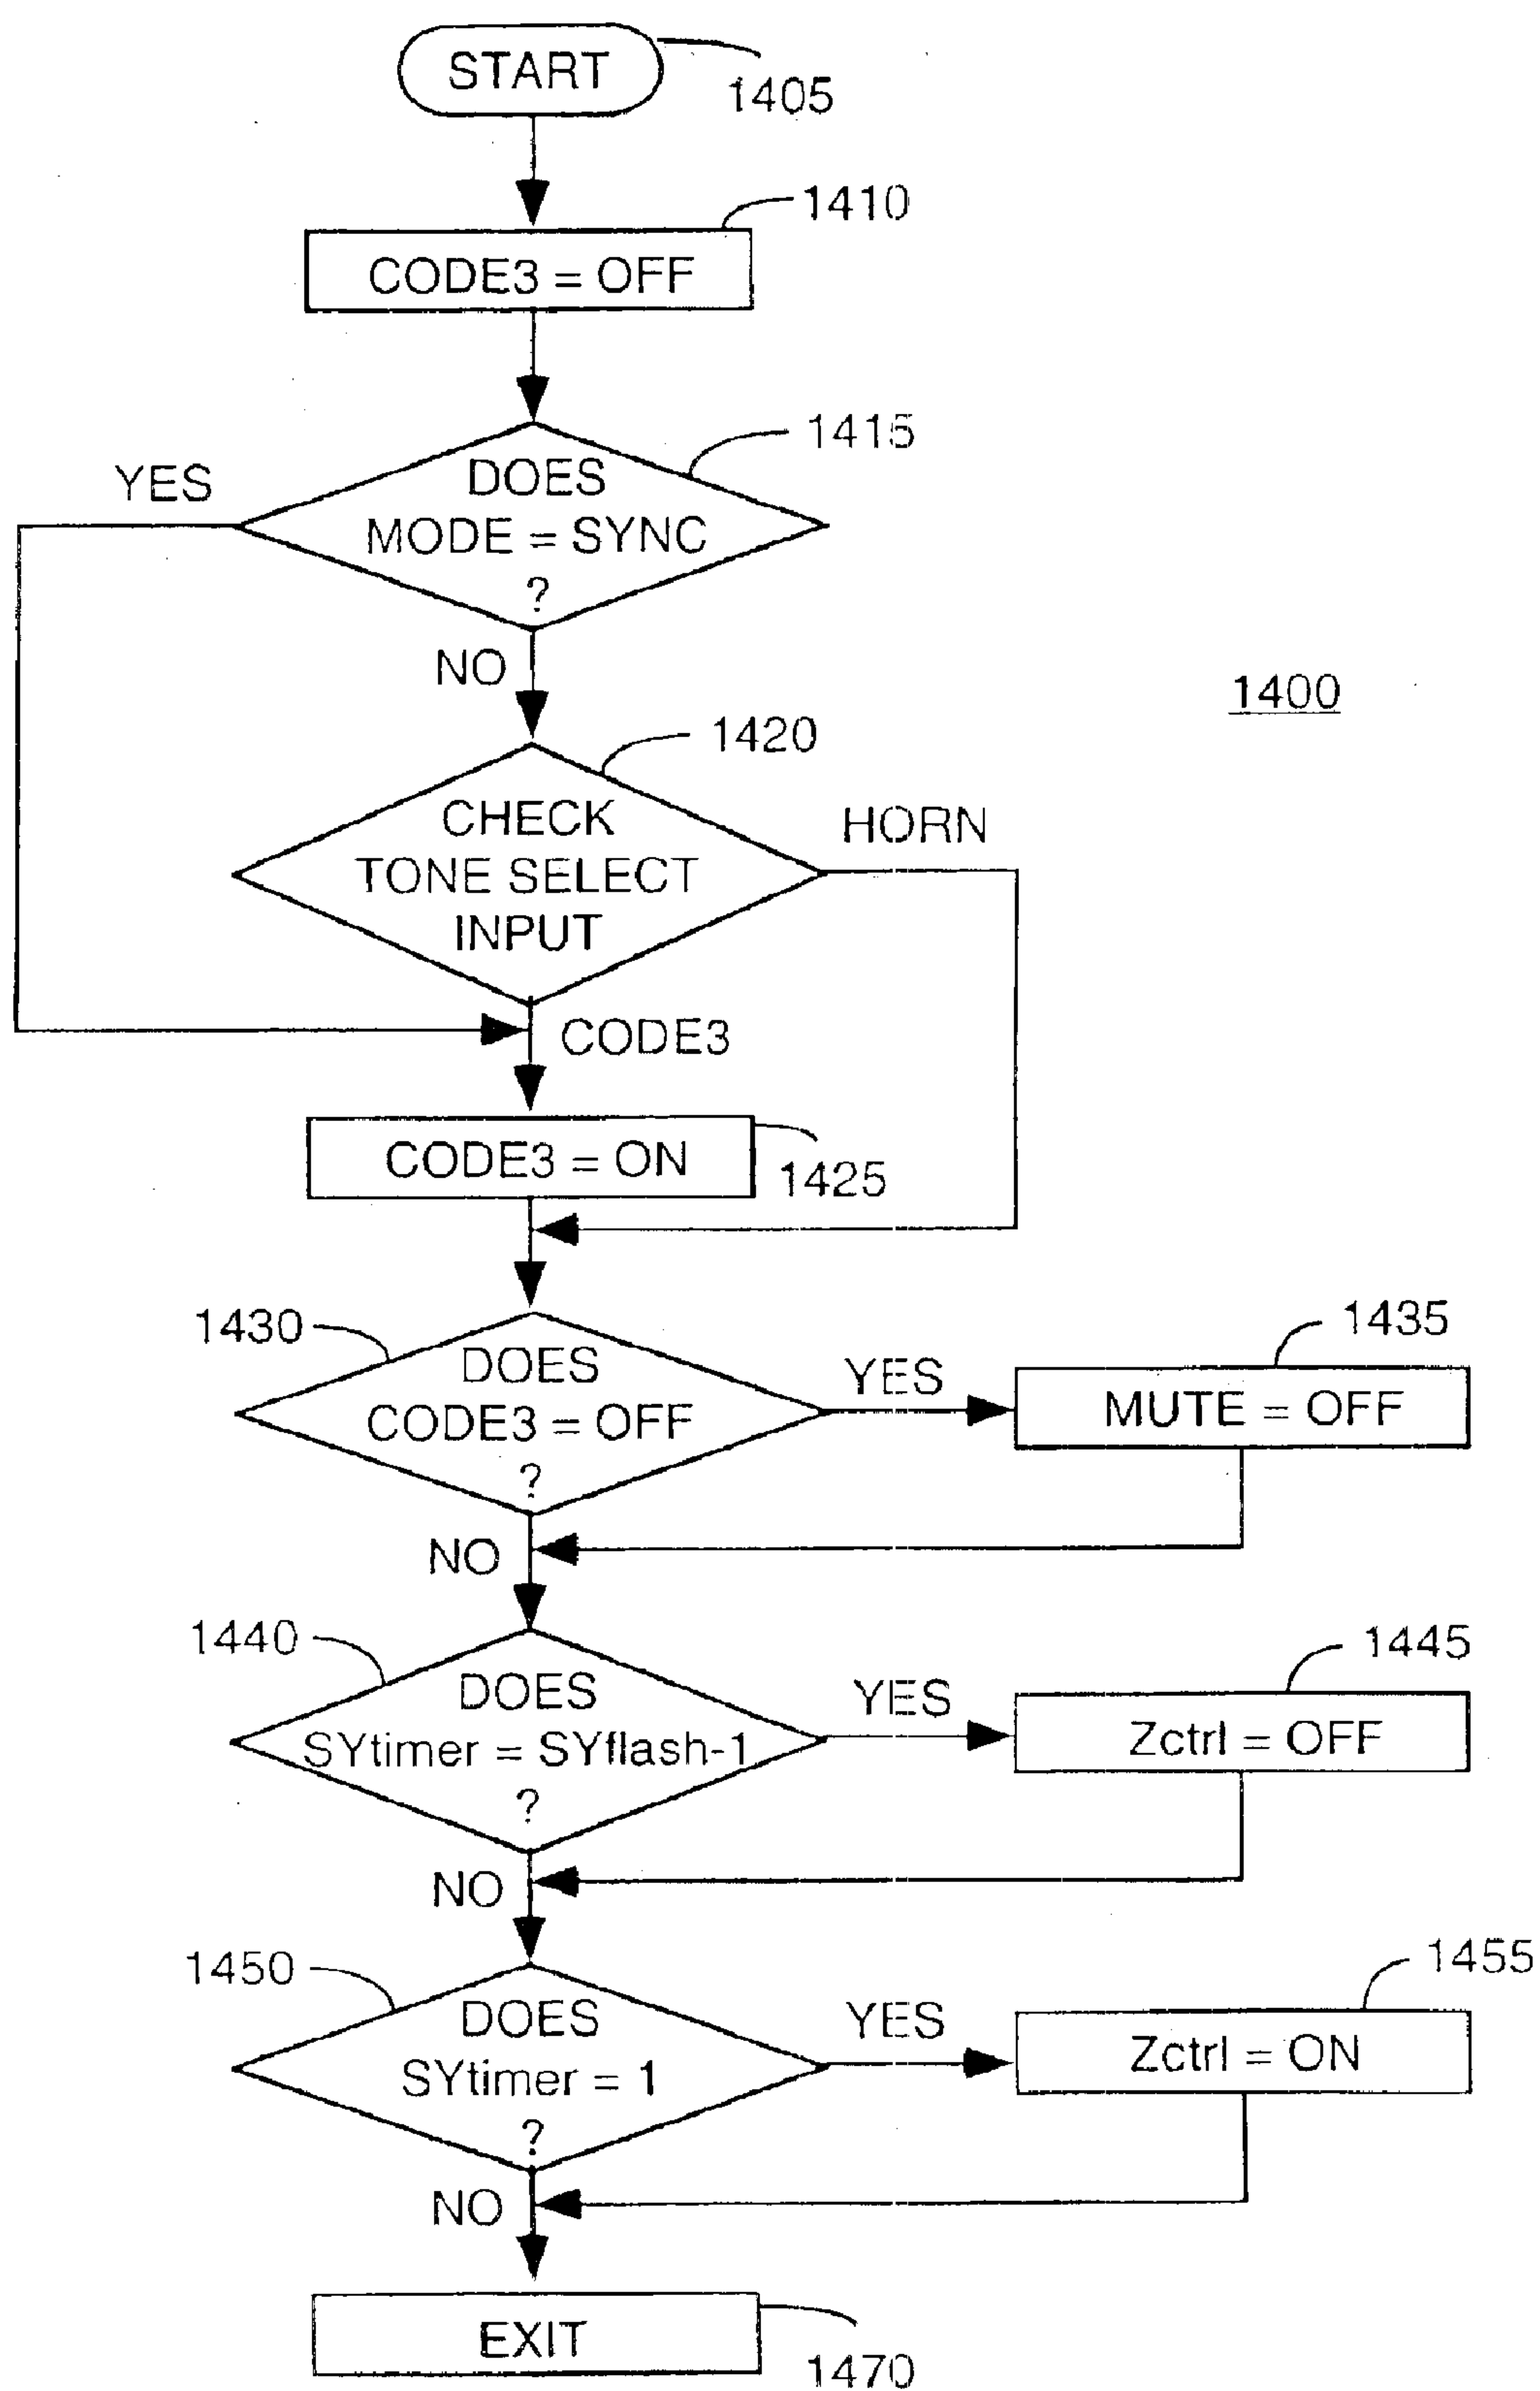 START
1405
1410
CODE3 = OFF
1415
YES
DOES
MODE = SYNC
?
NO
1400
1420
CHECK
TONE SELECT
INPUT
HORN
CODE3
CODE3 = ON
1425
1430
DOES
CODE3 = OFF
?
YES
1435
MUTE = OFF
NO
1440
DOES
SYtimer = SYflash-1
?
YES
1445
Zctrl = OFF
NO
1450
DOES
SYtimer = 1
?
YES
1455
Zctrl = ON
NO
EXIT
1470